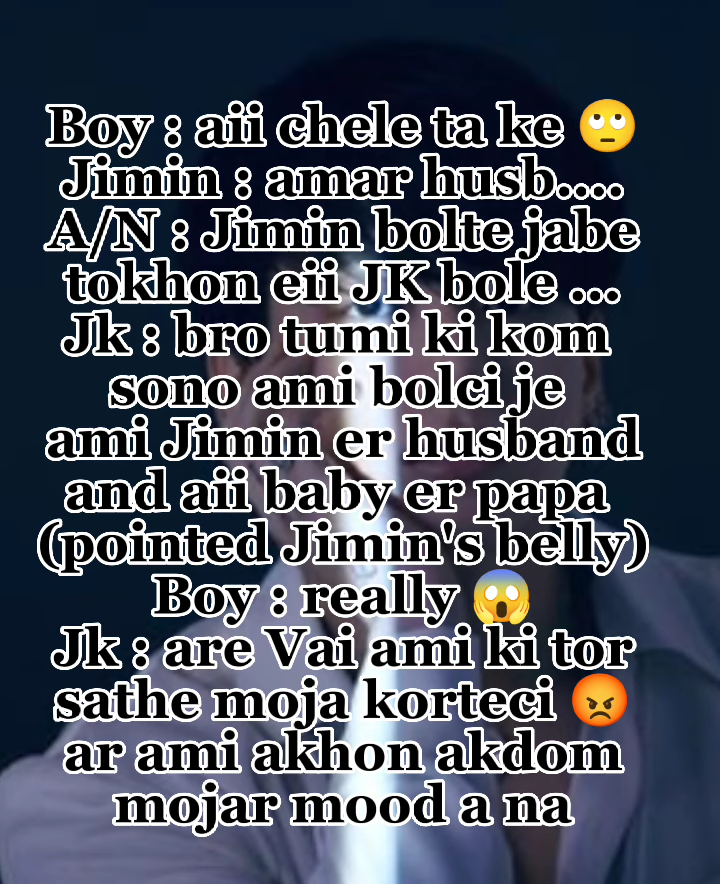 Boy : aii chele ta ke 🙄
Jimin : amar husb....
A/N : Jimin bolte jabe
tokhon eii JK bole ...
Jk : bro tumi ki kom
sono ami bolci je
ami Jimin er husband
and aii baby er papa
(pointed Jimin's belly)
Boy : really 😱
Jk : are Vai ami ki tor
sathe moja korteci 😡
ar ami akhon akdom
mojar mood a na